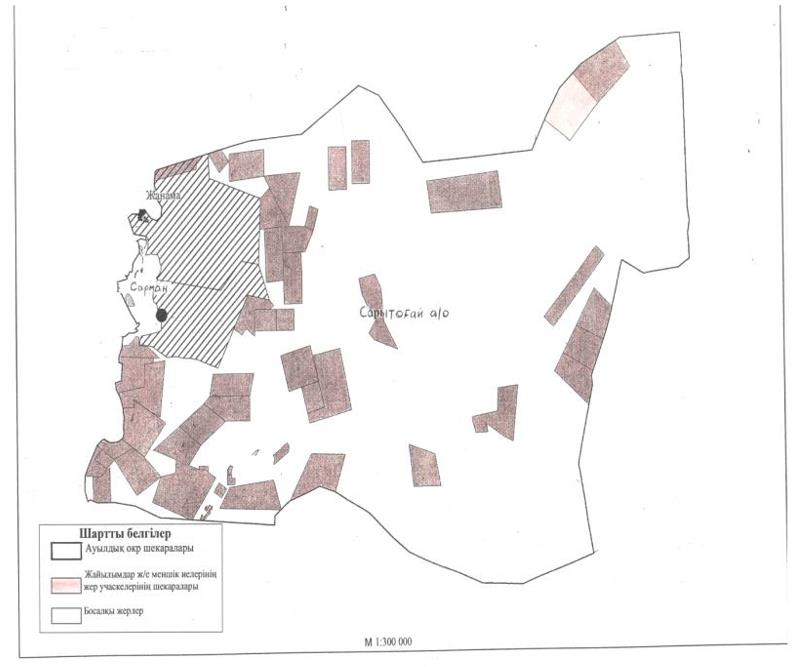 Жанама
Сарман
Сарытоғай а/о
Шартты белгілер
Ауылдық окр шекаралары
Жайылымдар ж/е меншік иелерінің
жер учаскелерінің шекаралары
Босалқы жерлер
М 1:300 000